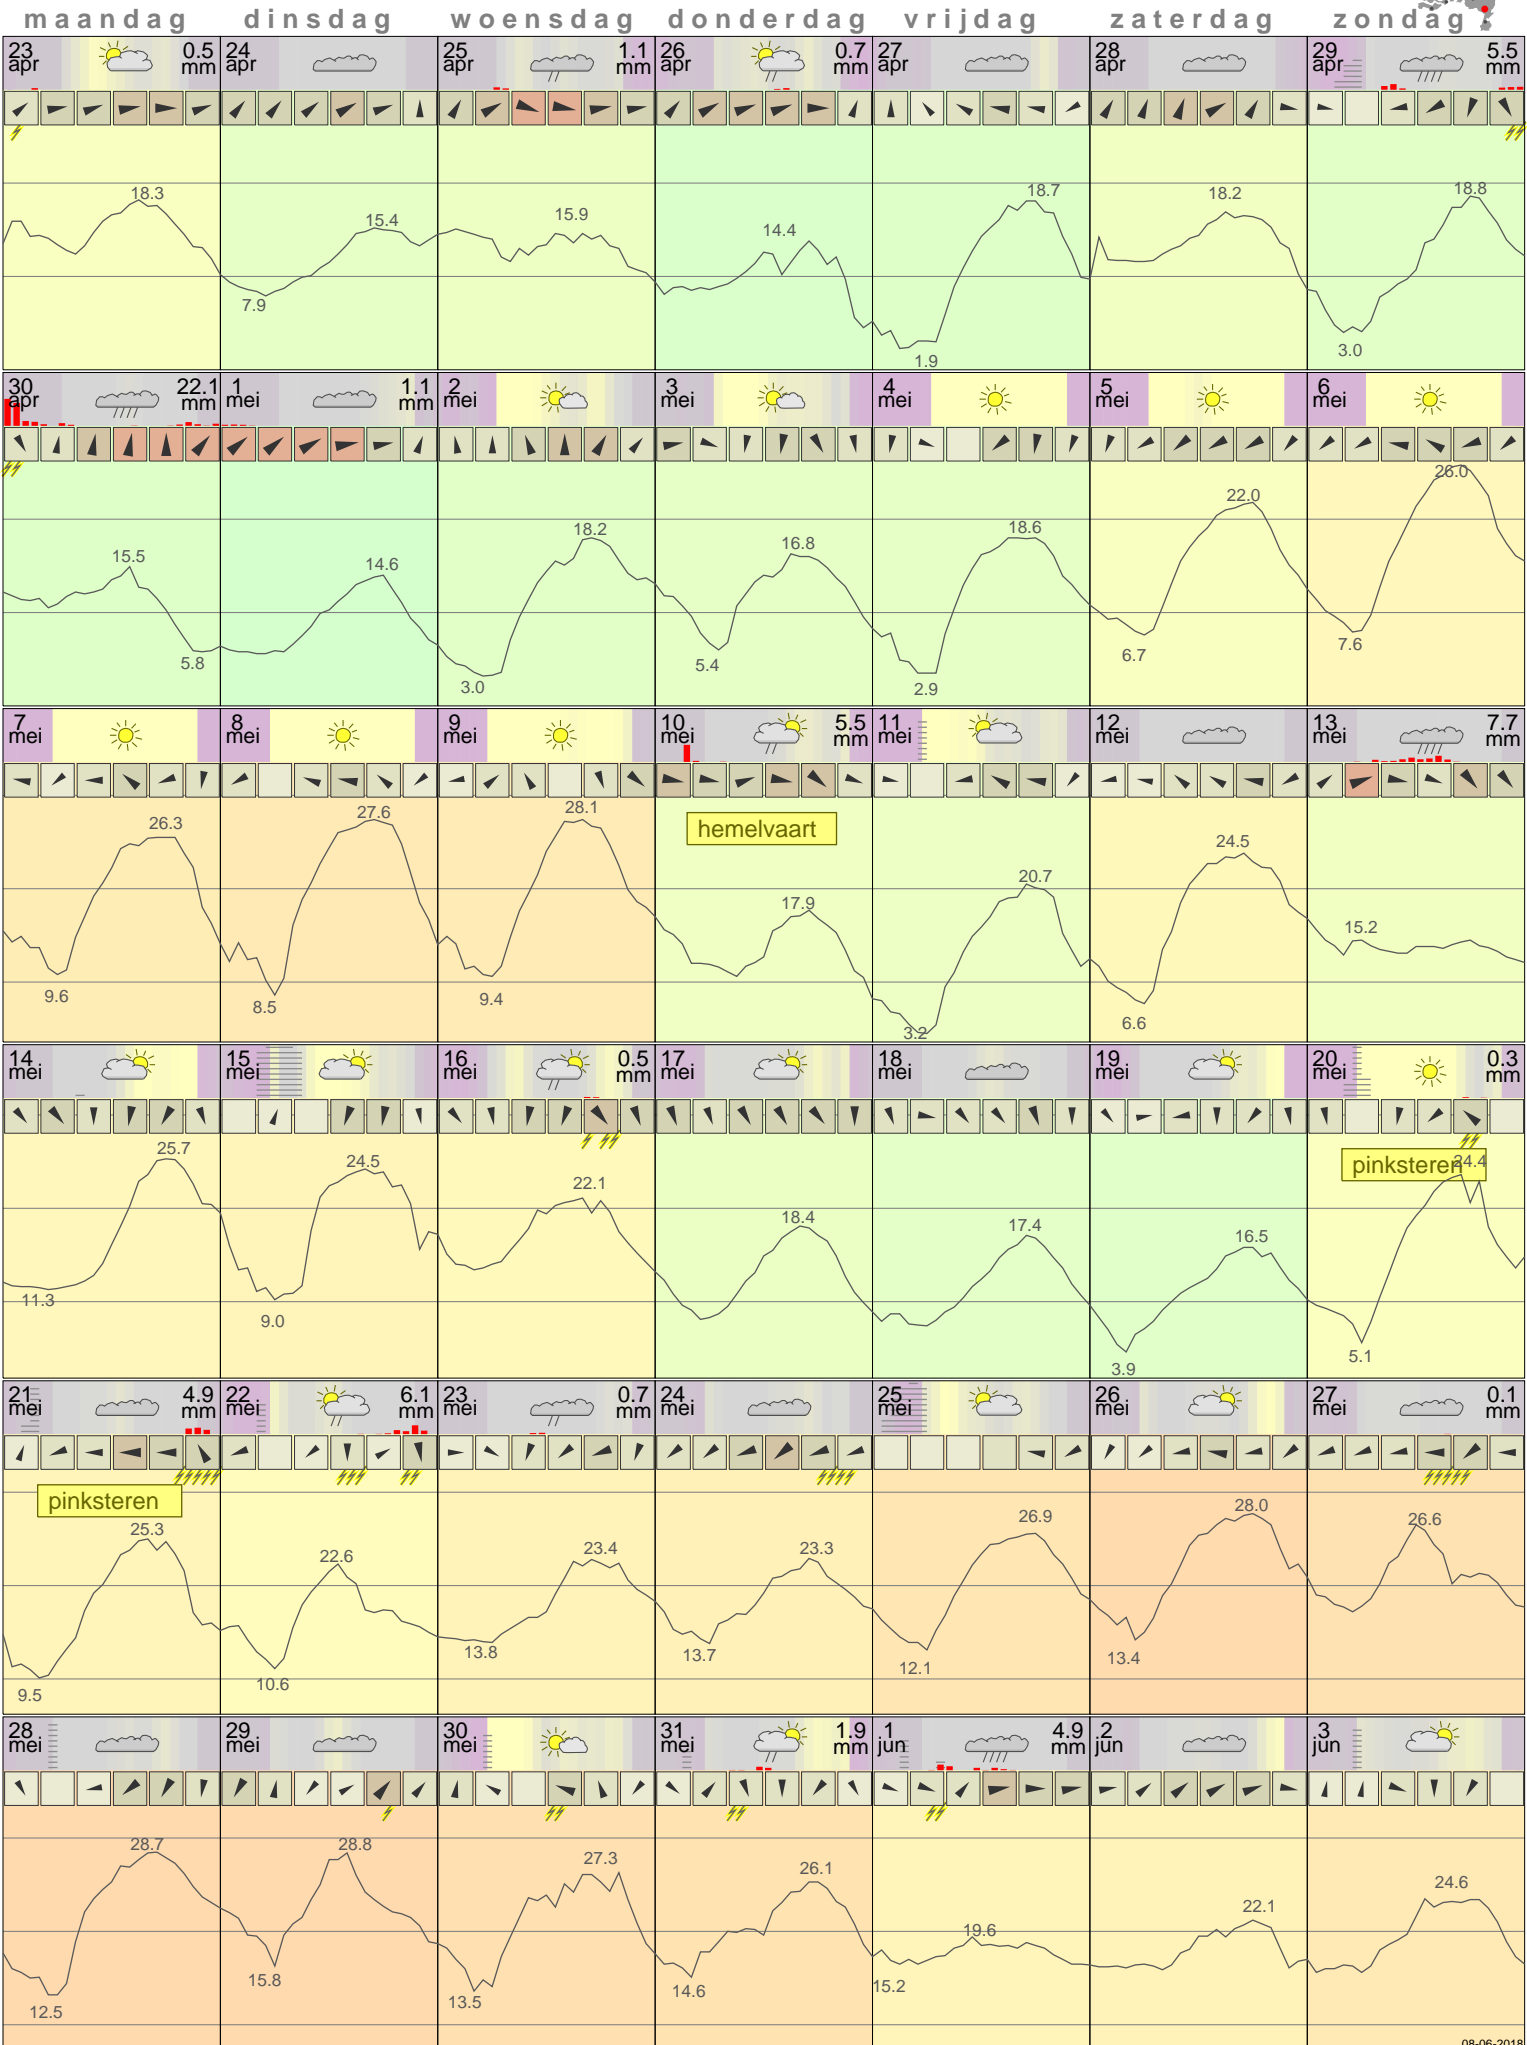 maandag dinsdag woensdag donderdag vrijdag zaterdag zondag
23 0.5 24 25 1.1 26 0.7 27 28 29 5.5
apr mm apr apr mm apr mm apr apr apr mm
18.3 15.4 15.9 14.4 18.7 18.2 18.8
7.9 1.9 3.0
30 22.1 1 1.1 2 3 4 5 6
apr mm mei mm mei mei mei mei mei
15.5 14.6 18.2 16.8 18.6 22.0 26.0
5.8 3.0 5.4 2.9 6.7 7.6
7 8 9 10 5.5 11 12 13 7.7
mei mei mei mei mm mei mei mei mm
hemelvaart
26.3 27.6 28.1 17.9 20.7 24.5 15.2
9.6 8.5 9.4 3.2 6.6
14 15 16 0.5 17 18 19 20 0.3
mei mei mei mm mei mei mei mei mm
pinksteren
25.7 24.5 22.1 18.4 17.4 16.5 24.4
11.3 9.0 3.9 5.1
21 4.9 22 6.1 23 0.7 24 25 26 27 0.1
mei mm mei mm mei mm mei mei mei mei mm
pinksteren
25.3 22.6 23.4 23.3 26.9 28.0 26.6
9.5 10.6 13.8 13.7 12.1 13.4
28 29 30 31 1.9 1 4.9 2 3
mei mei mei mei mm jun mm jun jun
28.7 28.8 27.3 26.1 19.6 22.1 24.6
12.5 15.8 13.5 14.6 15.2
08-06-2018